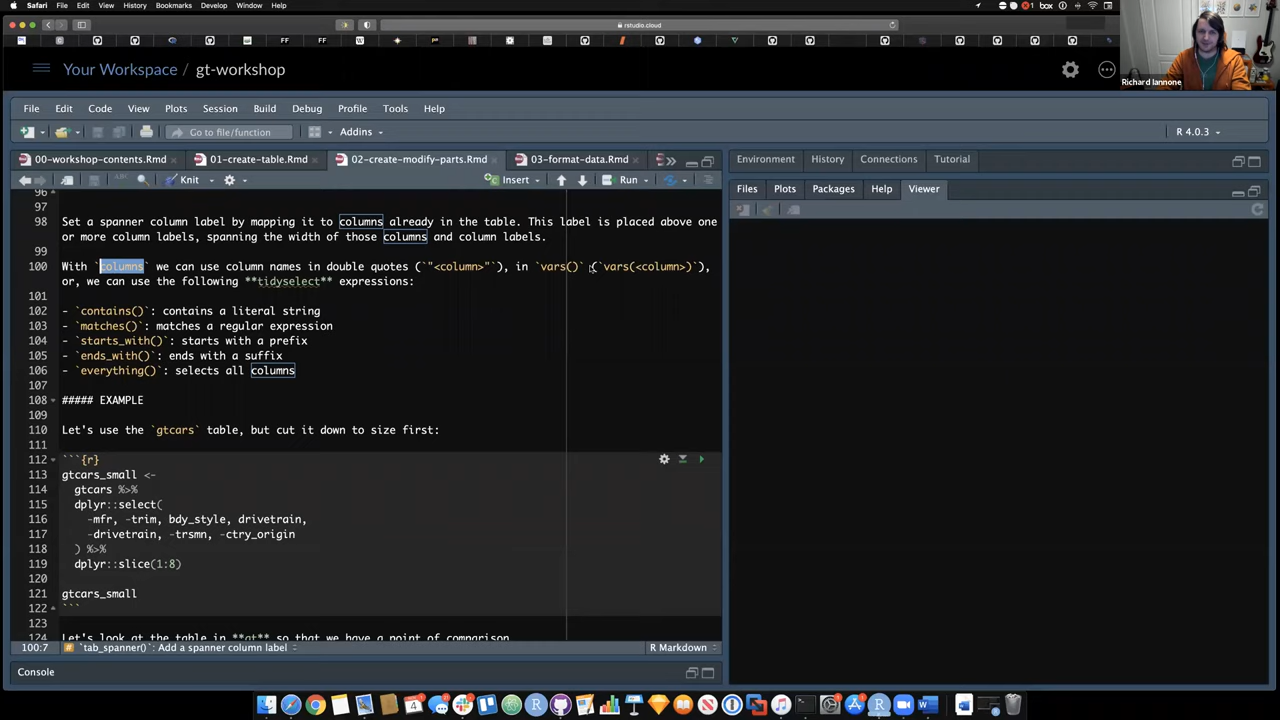 Safari File Edit View History Bookmarks Develop Window Help
rstudio.cloud
FF FF
Richard Iannone
Your Workspace / gt-workshop
File Edit Code View Plots Session Build Debug Profile Tools Help
Go to file/function Addins R 4.0.3
00-workshop-contents.Rmd 01-create-table.Rmd 02-create-modify-parts.Rmd 03-format-data.Rmd
Knit Insert Run
96
97
98 Set a spanner column label by mapping it to columns already in the table. This label is placed above one
or more column labels, spanning the width of those columns and column labels.
99
100 With `columns` we can use column names in double quotes (`"<column>"`), in `vars()` (`vars(<column>)`),
or, we can use the following **tidyselect** expressions:
101
102 - `contains()`: contains a literal string
103 - `matches()`: matches a regular expression
104 - `starts_with()`: starts with a prefix
105 - `ends_with()`: ends with a suffix
106 - `everything()`: selects all columns
107
108 ##### EXAMPLE
109
110 Let's use the `gtcars` table, but cut it down to size first:
111
112 ```{r}
113 gtcars_small <-
114 gtcars %>%
115 dplyr::select(
116 -mfr, -trim, bdy_style, drivetrain,
117 -drivetrain, -trsmn, -ctry_origin
118 ) %>%
119 dplyr::slice(1:8)
120
121 gtcars_small
122 ```
123
124 Let's look at the table in **gt** so that we have a point of comparison
100:7 `tab_spanner()`: Add a spanner column label R Markdown
Console
Environment History Connections Tutorial
Files Plots Packages Help Viewer